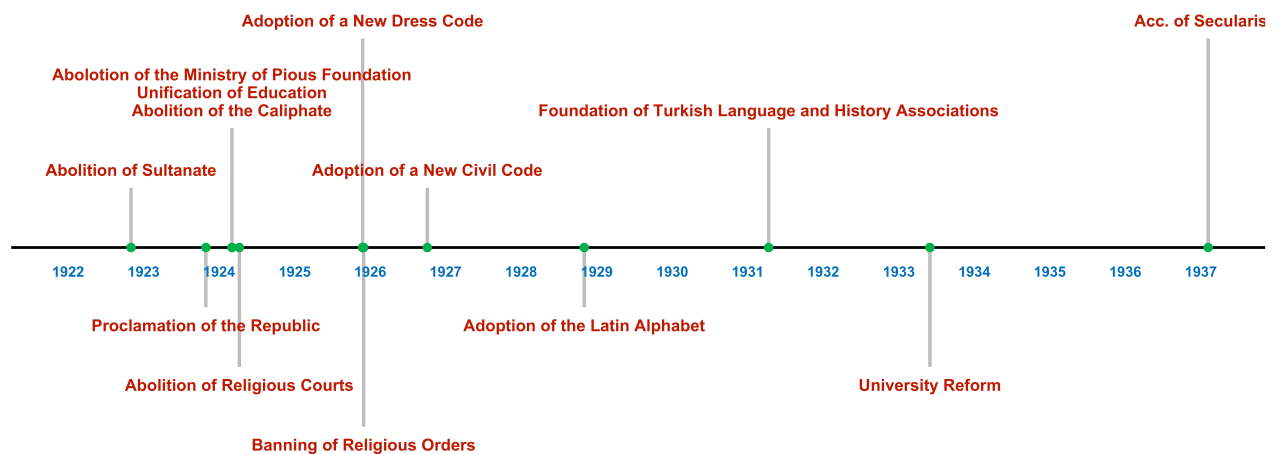 Adoption of a New Dress Code
Acc. of Secularis
Abolotion of the Ministry of Pious Foundation
Unification of Education
Abolition of the Caliphate
Foundation of Turkish Language and History Associations
Abolition of Sultanate
Adoption of a New Civil Code
1922 1923 1924 1925 1926 1927 1928 1929 1930 1931 1932 1933 1934 1935 1936 1937
Proclamation of the Republic
Adoption of the Latin Alphabet
Abolition of Religious Courts
University Reform
Banning of Religious Orders